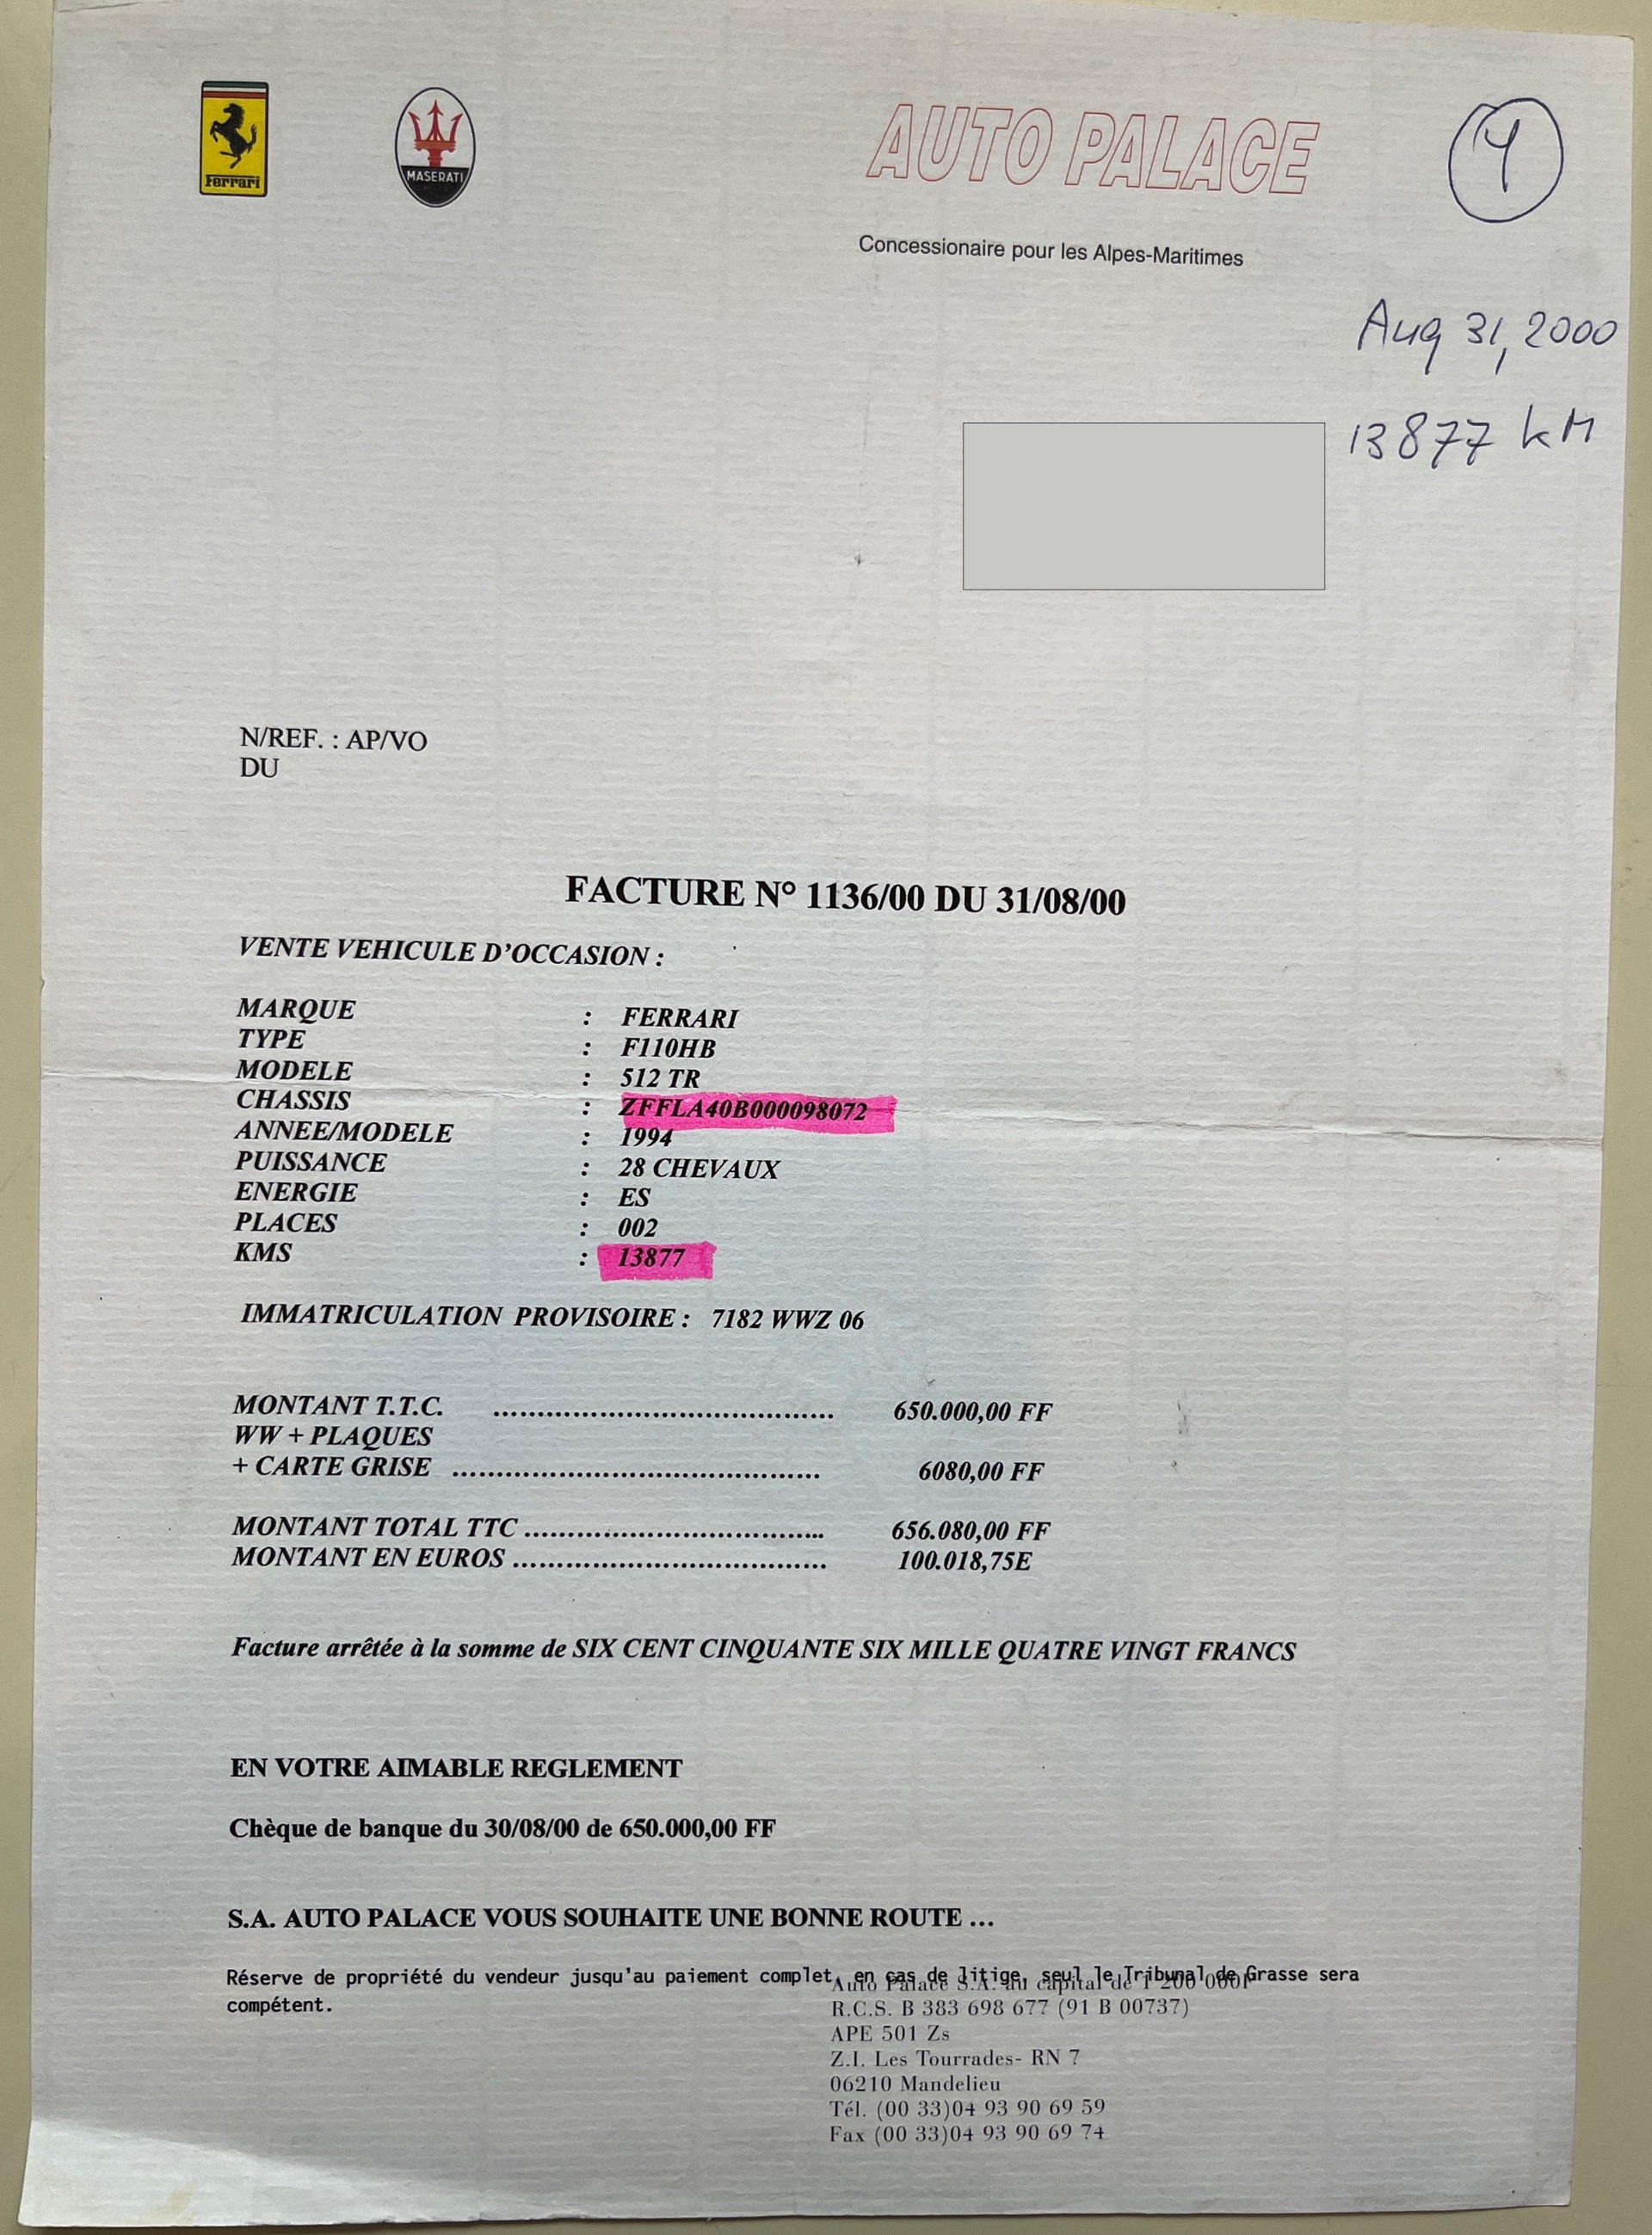 Ferrari
MASERATI
AUTO PALACE
Concessionaire pour les Alpes-Maritimes
Aug 31, 2000
13877 kM
N/REF. : AP/VO
DU
FACTURE N° 1136/00 DU 31/08/00
VENTE VEHICULE D'OCCASION :
MARQUE : FERRARI
TYPE : F110HB
MODELE : 512 TR
CHASSIS : ZFFLA40B000098072
ANNEE/MODELE : 1994
PUISSANCE : 28 CHEVAUX
ENERGIE : ES
PLACES : 002
KMS : 13877
IMMATRICULATION PROVISOIRE : 7182 WWZ 06
MONTANT T.T.C. ....................................... 650.000,00 FF
WW + PLAQUES
+ CARTE GRISE .......................................... 6080,00 FF
MONTANT TOTAL TTC ................................... 656.080,00 FF
MONTANT EN EUROS .................................... 100.018,75E
Facture arrêtée à la somme de SIX CENT CINQUANTE SIX MILLE QUATRE VINGT FRANCS
EN VOTRE AIMABLE REGLEMENT
Chèque de banque du 30/08/00 de 650.000,00 FF
S.A. AUTO PALACE VOUS SOUHAITE UNE BONNE ROUTE ...
Réserve de propriété du vendeur jusqu'au paiement complet, en cas de litige, seul le Tribunal de Grasse sera
compétent.
Auto Palace S.A. au capital de 1 200 000F
R.C.S. B 383 698 677 (91 B 00737)
APE 501 Zs
Z.I. Les Tourrades- RN 7
06210 Mandelieu
Tél. (00 33)04 93 90 69 59
Fax (00 33)04 93 90 69 74